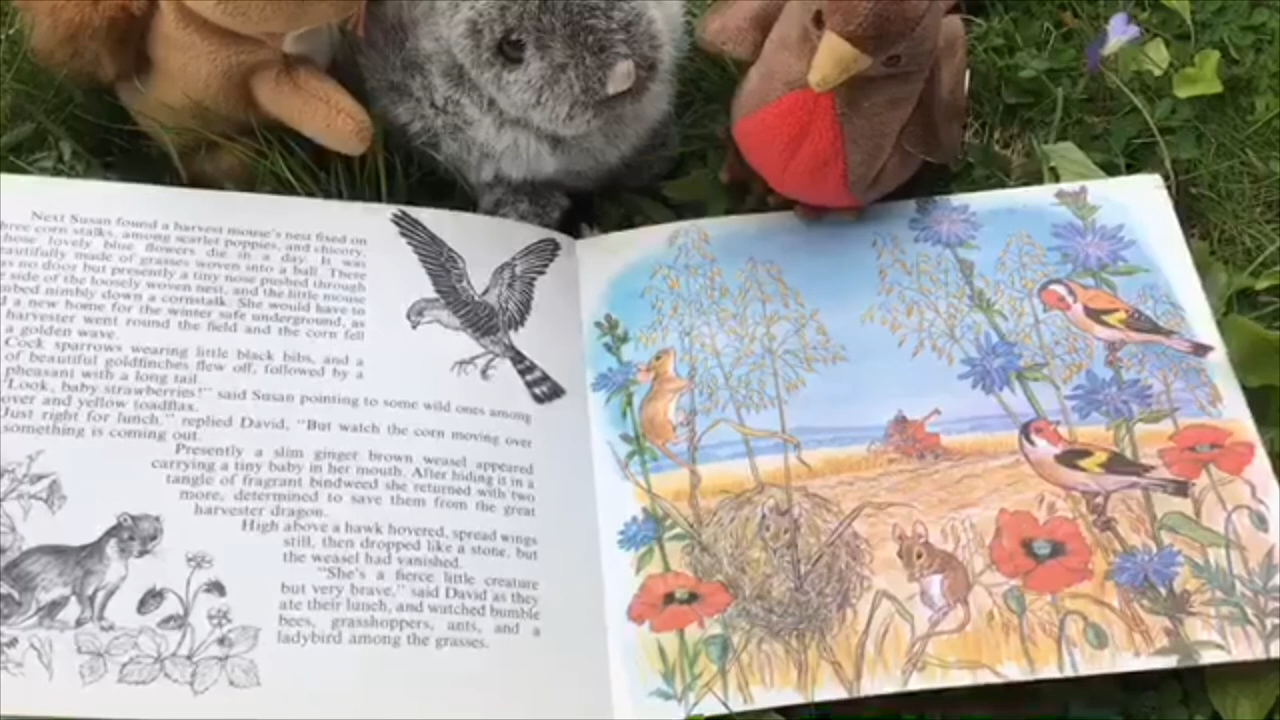 Next Susan found a harvest mouse's nest fixed on
three corn stalks, among scarlet poppies, and chicory,
whose lovely blue flowers die in a day. It was
beautifully made of grasses woven into a ball. There
was no door but presently a tiny nose pushed through
side of the loosely woven nest, and the little mouse
nimbly down a cornstalk. She would have to
a new home for the winter safe underground, as
harvester went round the field and the corn fell
a golden wave.
Cock sparrows wearing little black bibs, and a
of beautiful goldfinches flew off, followed by a
pheasant with a long tail.
"Look, baby strawberries!" said Susan pointing to some wild ones among
and yellow toadflax.
Just right for lunch," replied David, "But watch the corn moving over
something is coming out.
Presently a slim ginger brown weasel appeared
carrying a tiny baby in her mouth. After hiding is in a
tangle of fragrant bindweed she returned with two
more, determined to save them from the great
harvester dragon.
High above a hawk hovered, spread wings
still, then dropped like a stone, but
the weasel had vanished.
"She's a fierce little creature
but very brave," said David as they
ate their lunch, and watched bumble
bees, grasshoppers, ants, and a
ladybird among the grasses.